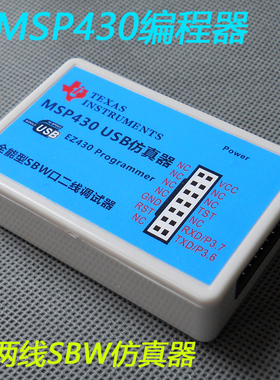 MSP430编程器
TEXAS
INSTRUMENTS
MSP430 USB仿真器
USB
EZ430 Programmer
全能型SBW口二线调试器
Power
NC
NC
NC
GND
RST
NC
VCC
NC
TST
NC
RXD/P3.7
TXD/P3.6
两线SBW仿真器